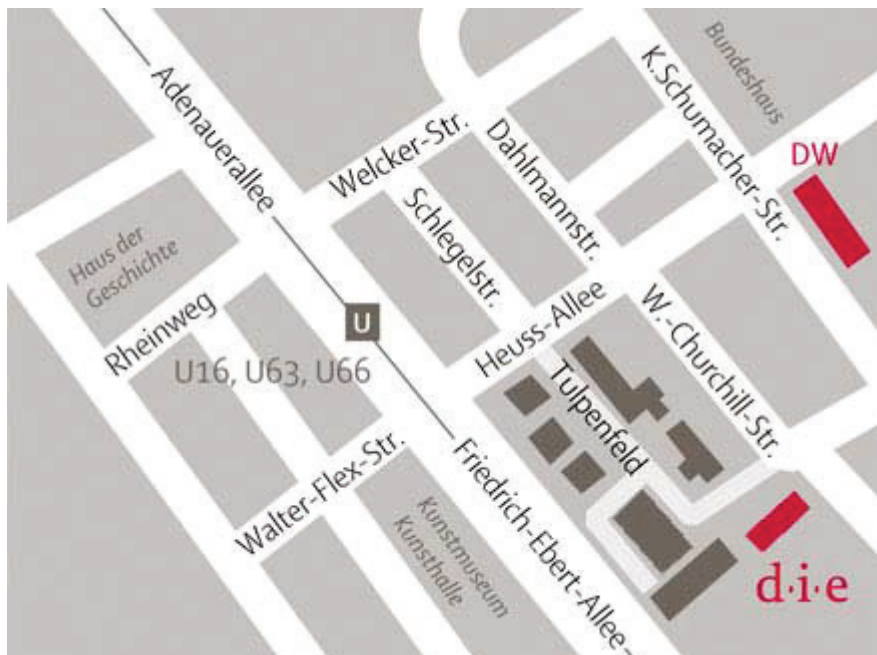 Bundeshaus
K.Schumacher-Str.
Adenauerallee
DW
Welcker-Str.
Dahlmannstr.
Schlegelstr.
Haus der
Geschichte
Rheinweg
U
U16, U63, U66
Heuss-Allee
W.-Churchill-Str.
Tulpenfeld
Walter-Flex-Str.
Friedrich-Ebert-Allee
Kunstmuseum
Kunsthalle
d·i·e